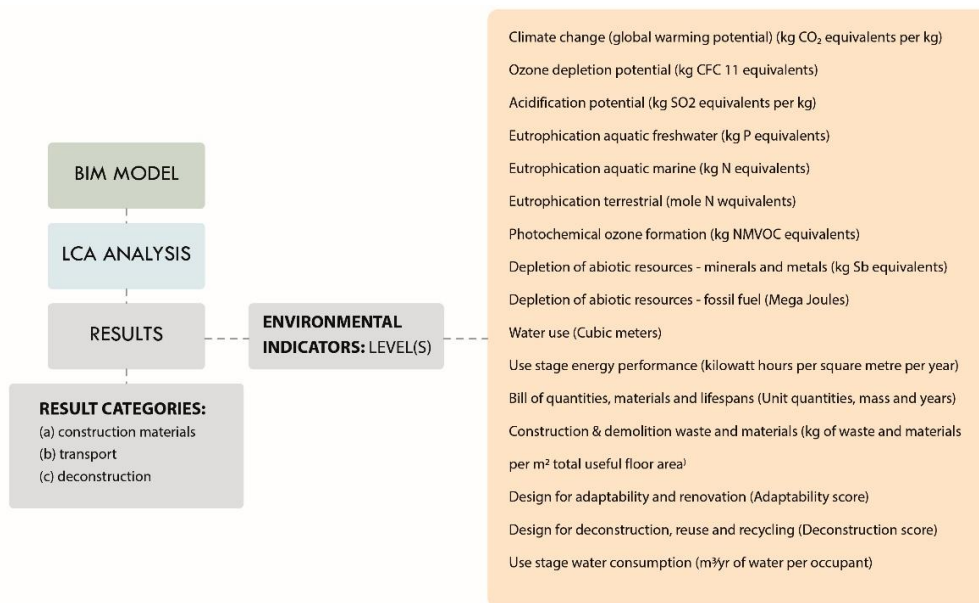 BIM MODEL
LCA ANALYSIS
RESULTS
ENVIRONMENTAL
INDICATORS: LEVEL(S)
RESULT CATEGORIES:
(a) construction materials
(b) transport
(c) deconstruction
Climate change (global warming potential) (kg CO₂ equivalents per kg)
Ozone depletion potential (kg CFC 11 equivalents)
Acidification potential (kg SO2 equivalents per kg)
Eutrophication aquatic freshwater (kg P equivalents)
Eutrophication aquatic marine (kg N equivalents)
Eutrophication terrestrial (mole N wquivalents)
Photochemical ozone formation (kg NMVOC equivalents)
Depletion of abiotic resources - minerals and metals (kg Sb equivalents)
Depletion of abiotic resources - fossil fuel (Mega Joules)
Water use (Cubic meters)
Use stage energy performance (kilowatt hours per square metre per year)
Bill of quantities, materials and lifespans (Unit quantities, mass and years)
Construction & demolition waste and materials (kg of waste and materials
per m² total useful floor area⁾
Design for adaptability and renovation (Adaptability score)
Design for deconstruction, reuse and recycling (Deconstruction score)
Use stage water consumption (m³/yr of water per occupant)